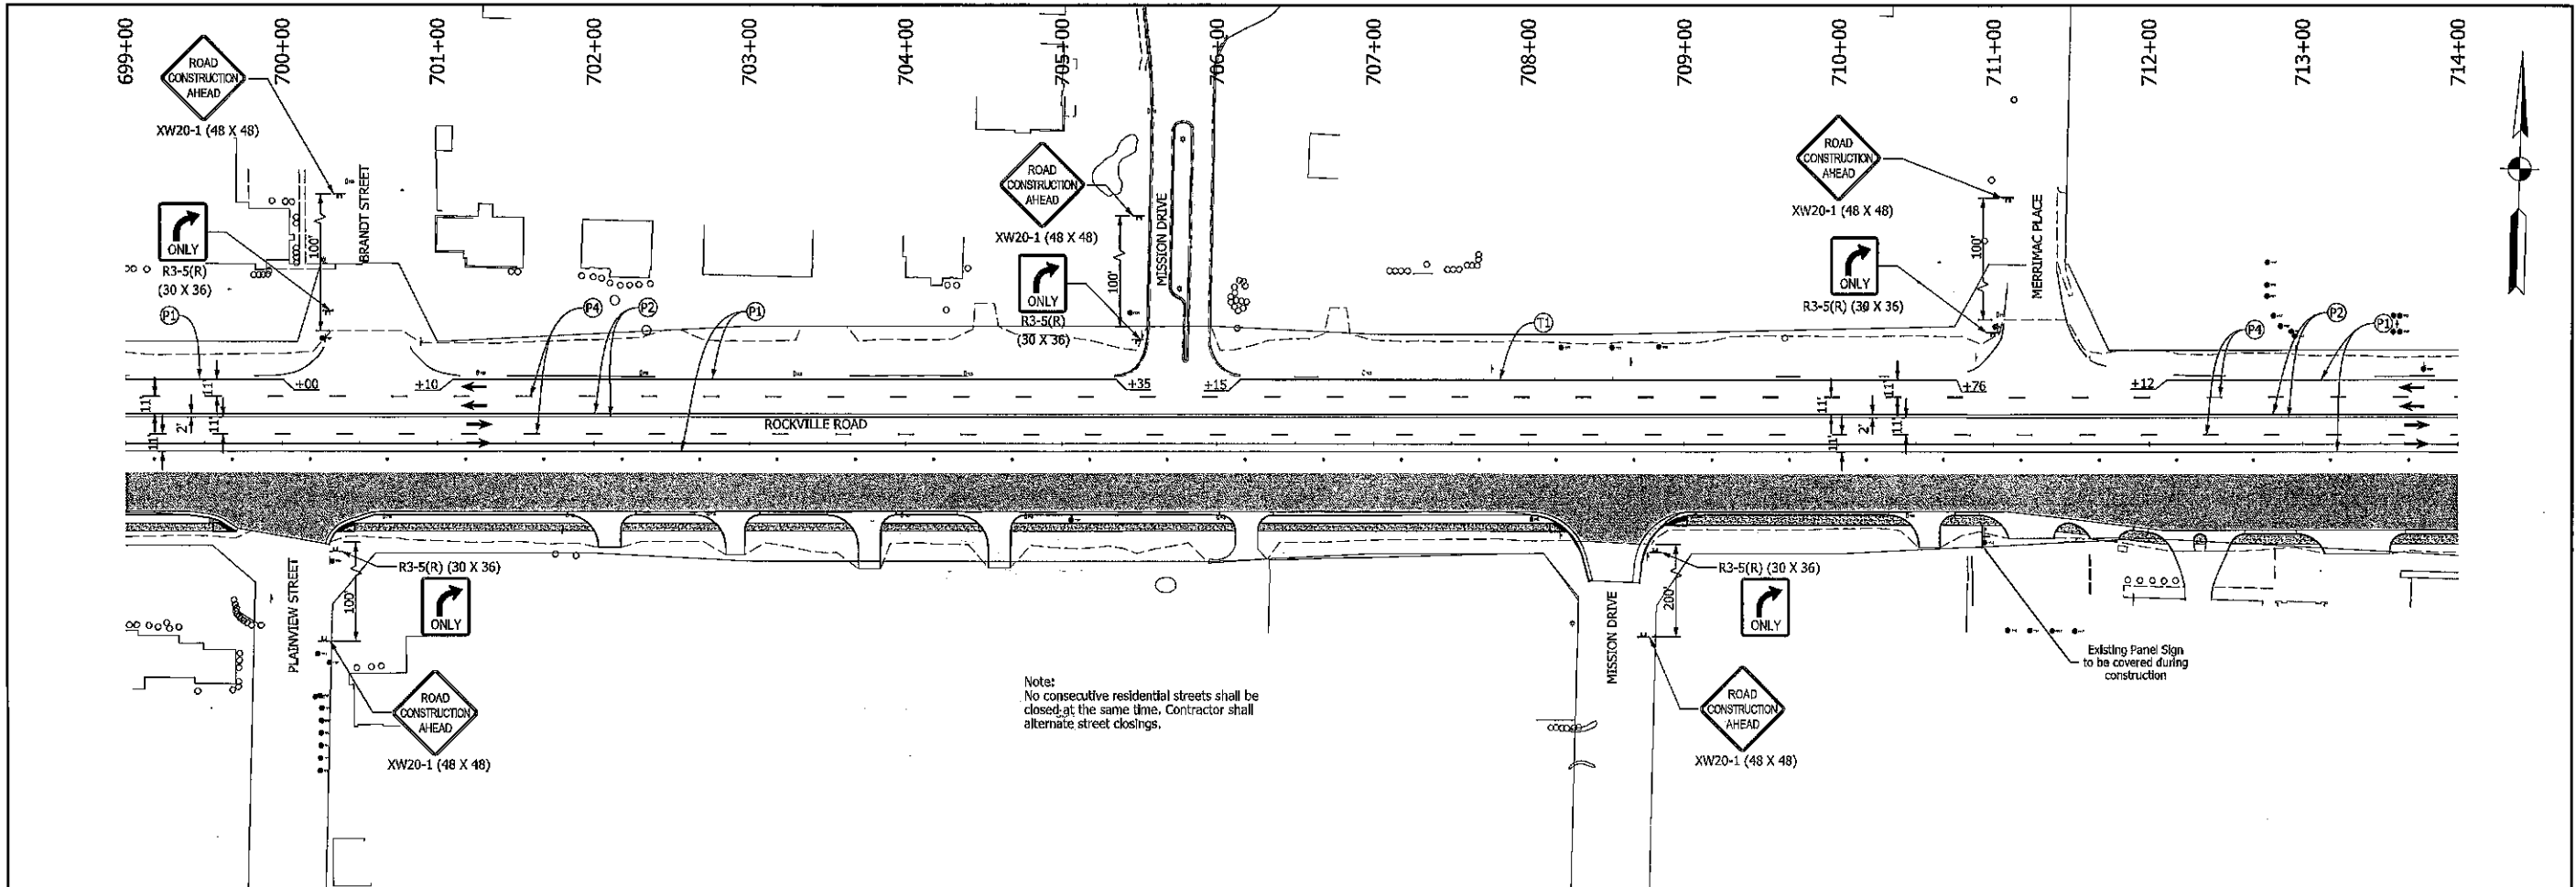 699+00
700+00
701+00
702+00
703+00
704+00
705+00
706+00
707+00
708+00
709+00
710+00
711+00
712+00
713+00
714+00
ROAD
CONSTRUCTION
AHEAD
XW20-1 (48 X 48)
ONLY
R3-5(R)
(30 X 36)
100'
BRANDT STREET
ROAD
CONSTRUCTION
AHEAD
XW20-1 (48 X 48)
ONLY
R3-5(R)
(30 X 36)
100'
MISSION DRIVE
ROAD
CONSTRUCTION
AHEAD
XW20-1 (48 X 48)
ONLY
R3-5(R) (30 X 36)
100'
MERRIMAC PLACE
P1
P4
P2
P1
T1
P4
P2
P1
+00
+10
+35
+15
+76
+12
11'
11'
11'
2'
11'
ROCKVILLE ROAD
11'
11'
11'
2'
11'
PLAINVIEW STREET
R3-5(R) (30 X 36)
100'
ONLY
ROAD
CONSTRUCTION
AHEAD
XW20-1 (48 X 48)
Note:
No consecutive residential streets shall be
closed at the same time. Contractor shall
alternate street closings.
MISSION DRIVE
R3-5(R) (30 X 36)
200'
ONLY
ROAD
CONSTRUCTION
AHEAD
XW20-1 (48 X 48)
Existing Panel Sign
to be covered during
construction